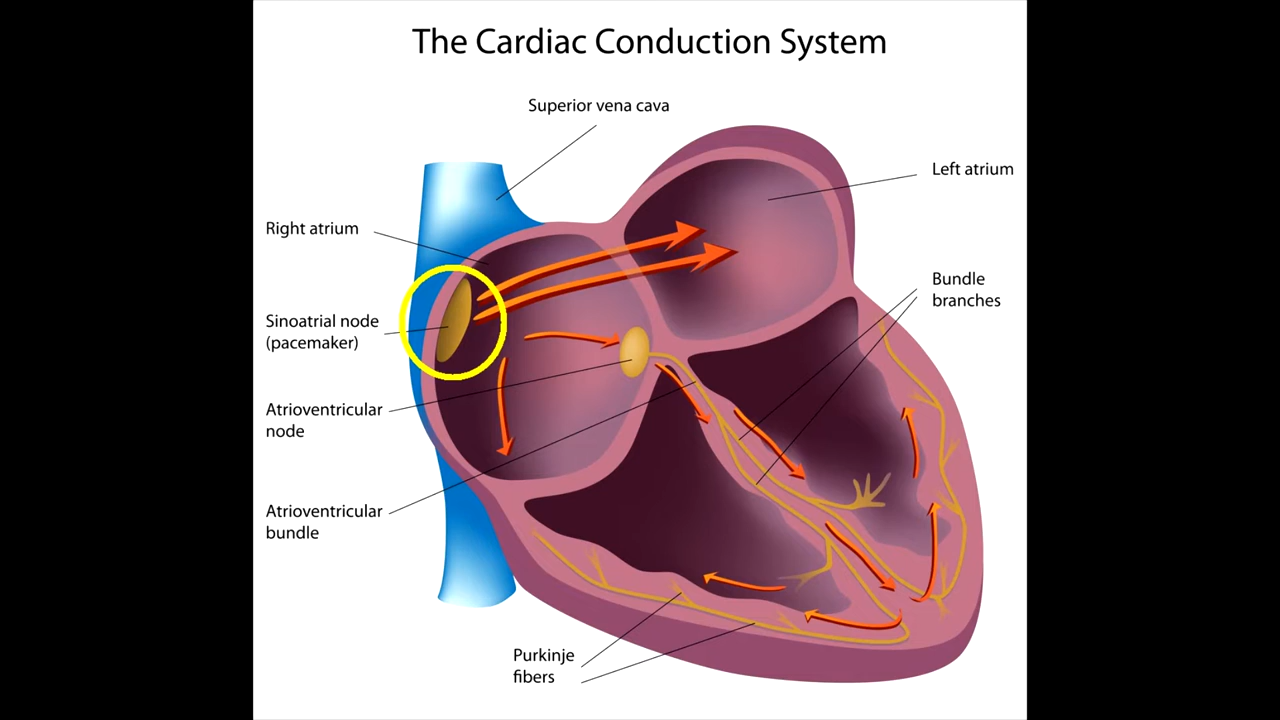 The Cardiac Conduction System
Superior vena cava
Left atrium
Right atrium
Bundle
branches
Sinoatrial node
(pacemaker)
Atrioventricular
node
Atrioventricular
bundle
Purkinje
fibers